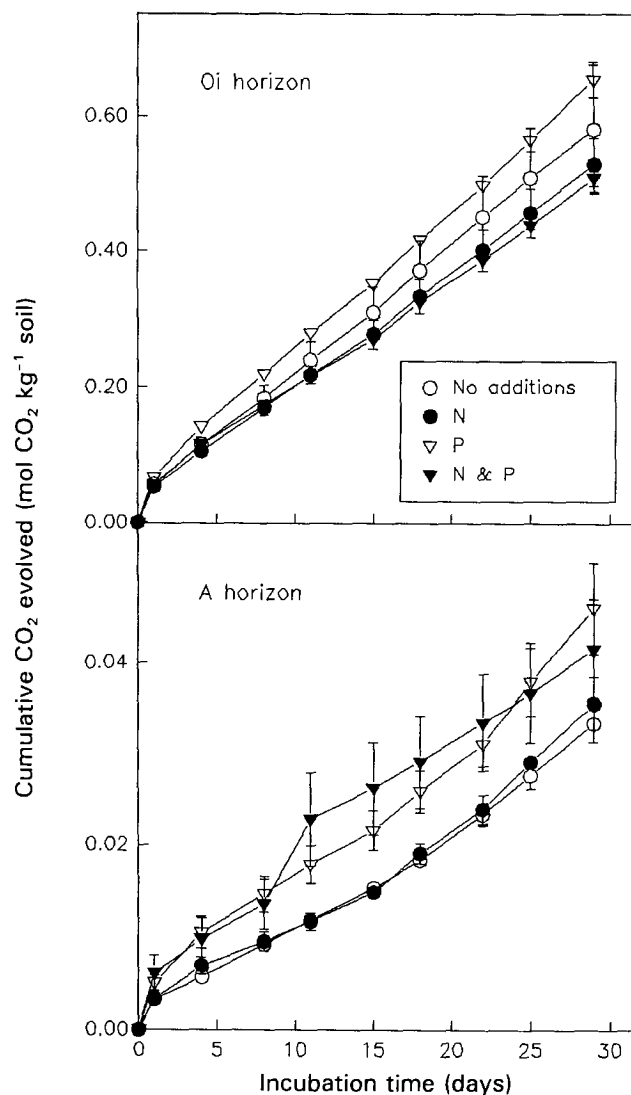 Cumulative CO₂ evolved (mol CO₂ kg⁻¹ soil)
Oi horizon
0.60
0.40
0.20
0.00
No additions
N
P
N & P
A horizon
0.04
0.02
0.00
0 5 10 15 20 25 30
Incubation time (days)